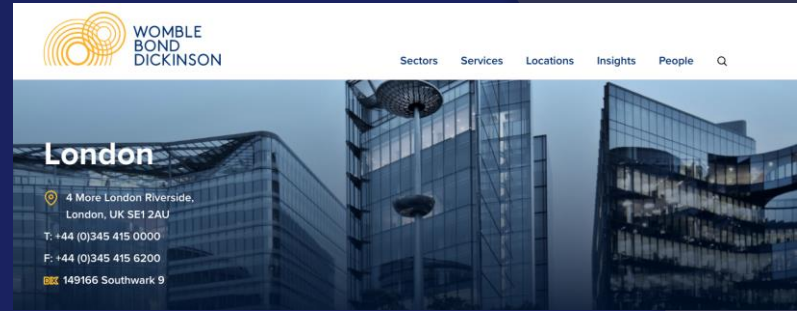 WOMBLE
BOND
DICKINSON
Sectors Services Locations Insights People
London
4 More London Riverside,
London, UK SE1 2AU
T: +44 (0)345 415 0000
F: +44 (0)345 415 6200
DX 149166 Southwark 9